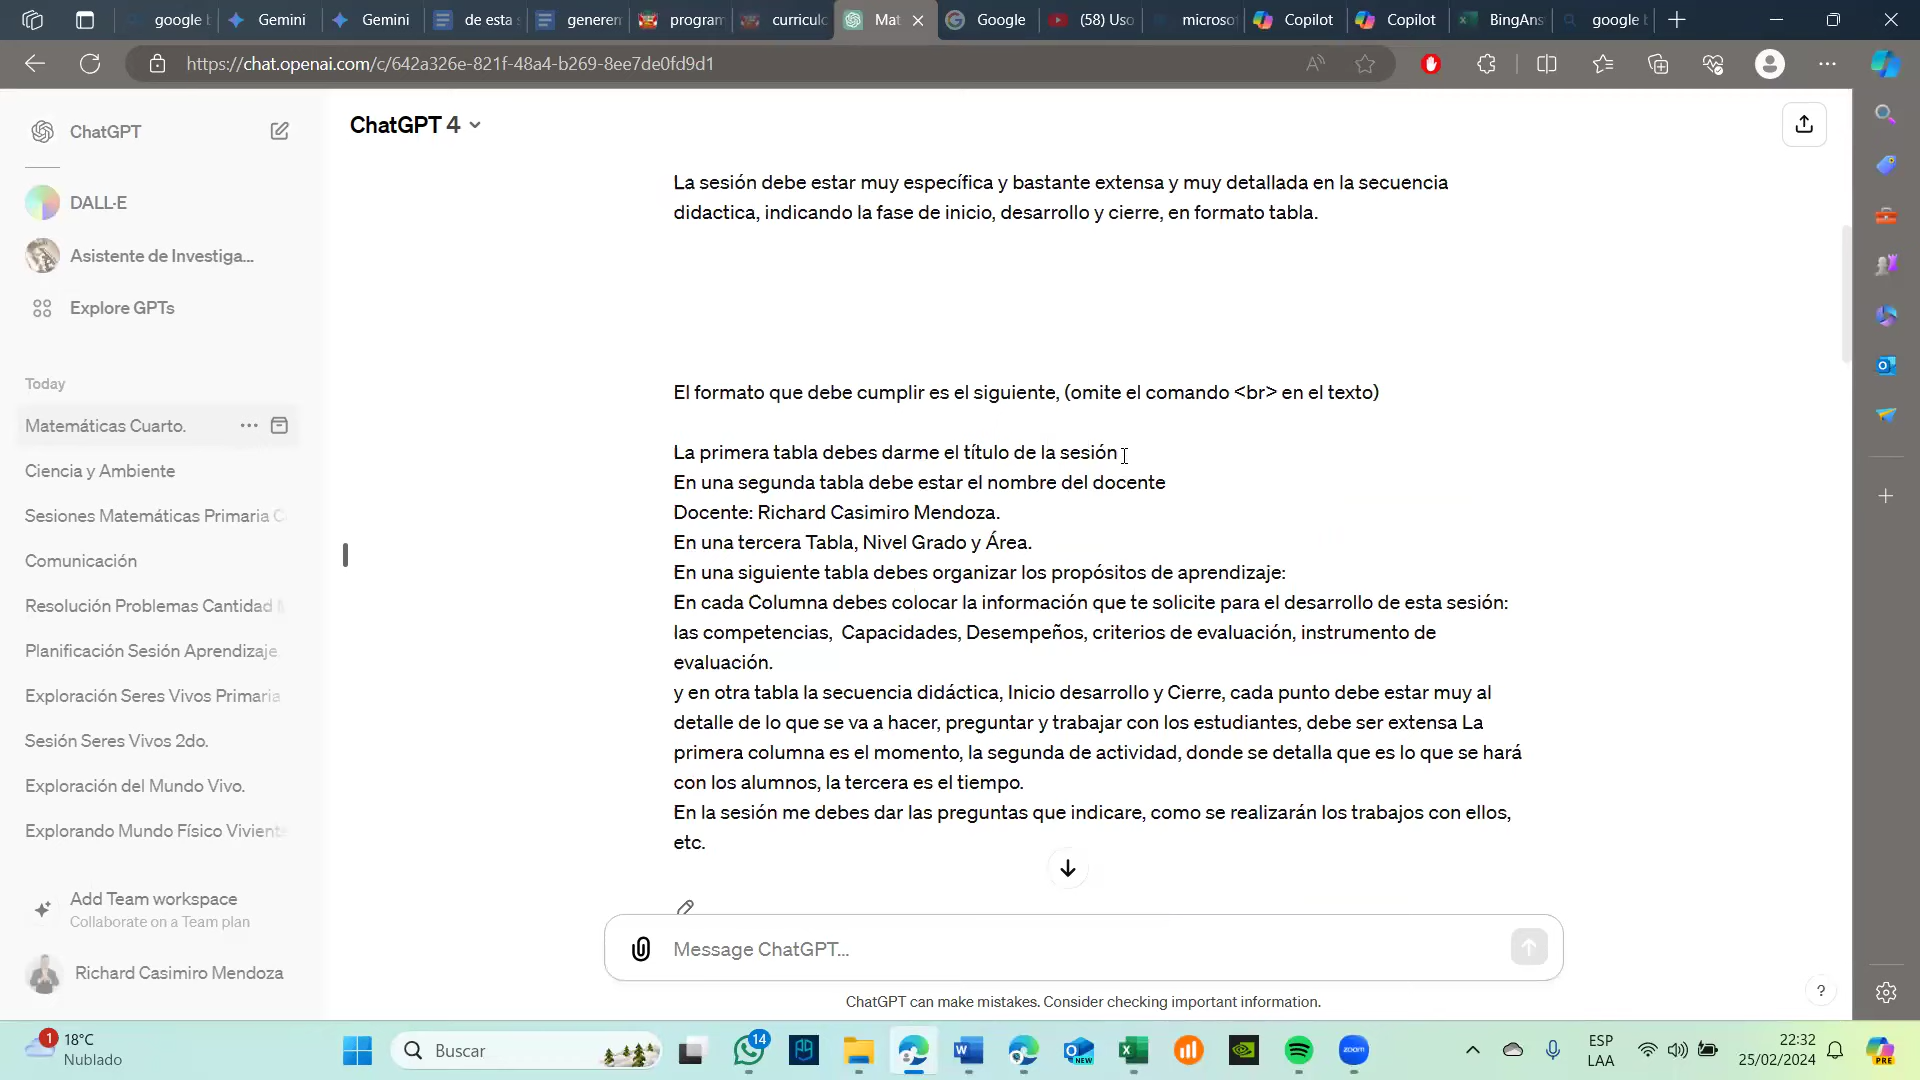 google b
Gemini
Gemini
de esta s
generem
program
curriculo
Mat
Google
(58) Uso
microsof
Copilot
Copilot
BingAns
google b
https://chat.openai.com/c/642a326e-821f-48a4-b269-8ee7de0fd9d1
ChatGPT
ChatGPT 4
DALL·E
Asistente de Investiga...
Explore GPTs
Today
Matemáticas Cuarto.
Ciencia y Ambiente
Sesiones Matemáticas Primaria C
Comunicación
Resolución Problemas Cantidad
Planificación Sesión Aprendizaje
Exploración Seres Vivos Primaria
Sesión Seres Vivos 2do.
Exploración del Mundo Vivo.
Explorando Mundo Físico Viviente
Add Team workspace
Collaborate on a Team plan
Richard Casimiro Mendoza
La sesión debe estar muy específica y bastante extensa y muy detallada en la secuencia
didactica, indicando la fase de inicio, desarrollo y cierre, en formato tabla.
El formato que debe cumplir es el siguiente, (omite el comando <br> en el texto)
La primera tabla debes darme el título de la sesión
En una segunda tabla debe estar el nombre del docente
Docente: Richard Casimiro Mendoza.
En una tercera Tabla, Nivel Grado y Área.
En una siguiente tabla debes organizar los propósitos de aprendizaje:
En cada Columna debes colocar la información que te solicite para el desarrollo de esta sesión:
las competencias, Capacidades, Desempeños, criterios de evaluación, instrumento de
evaluación.
y en otra tabla la secuencia didáctica, Inicio desarrollo y Cierre, cada punto debe estar muy al
detalle de lo que se va a hacer, preguntar y trabajar con los estudiantes, debe ser extensa La
primera columna es el momento, la segunda de actividad, donde se detalla que es lo que se hará
con los alumnos, la tercera es el tiempo.
En la sesión me debes dar las preguntas que indicare, como se realizarán los trabajos con ellos,
etc.
Message ChatGPT...
ChatGPT can make mistakes. Consider checking important information.
?
1
18°C
Nublado
Buscar
14
NEW
zoom
ESP
LAA
22:32
25/02/2024
PRE